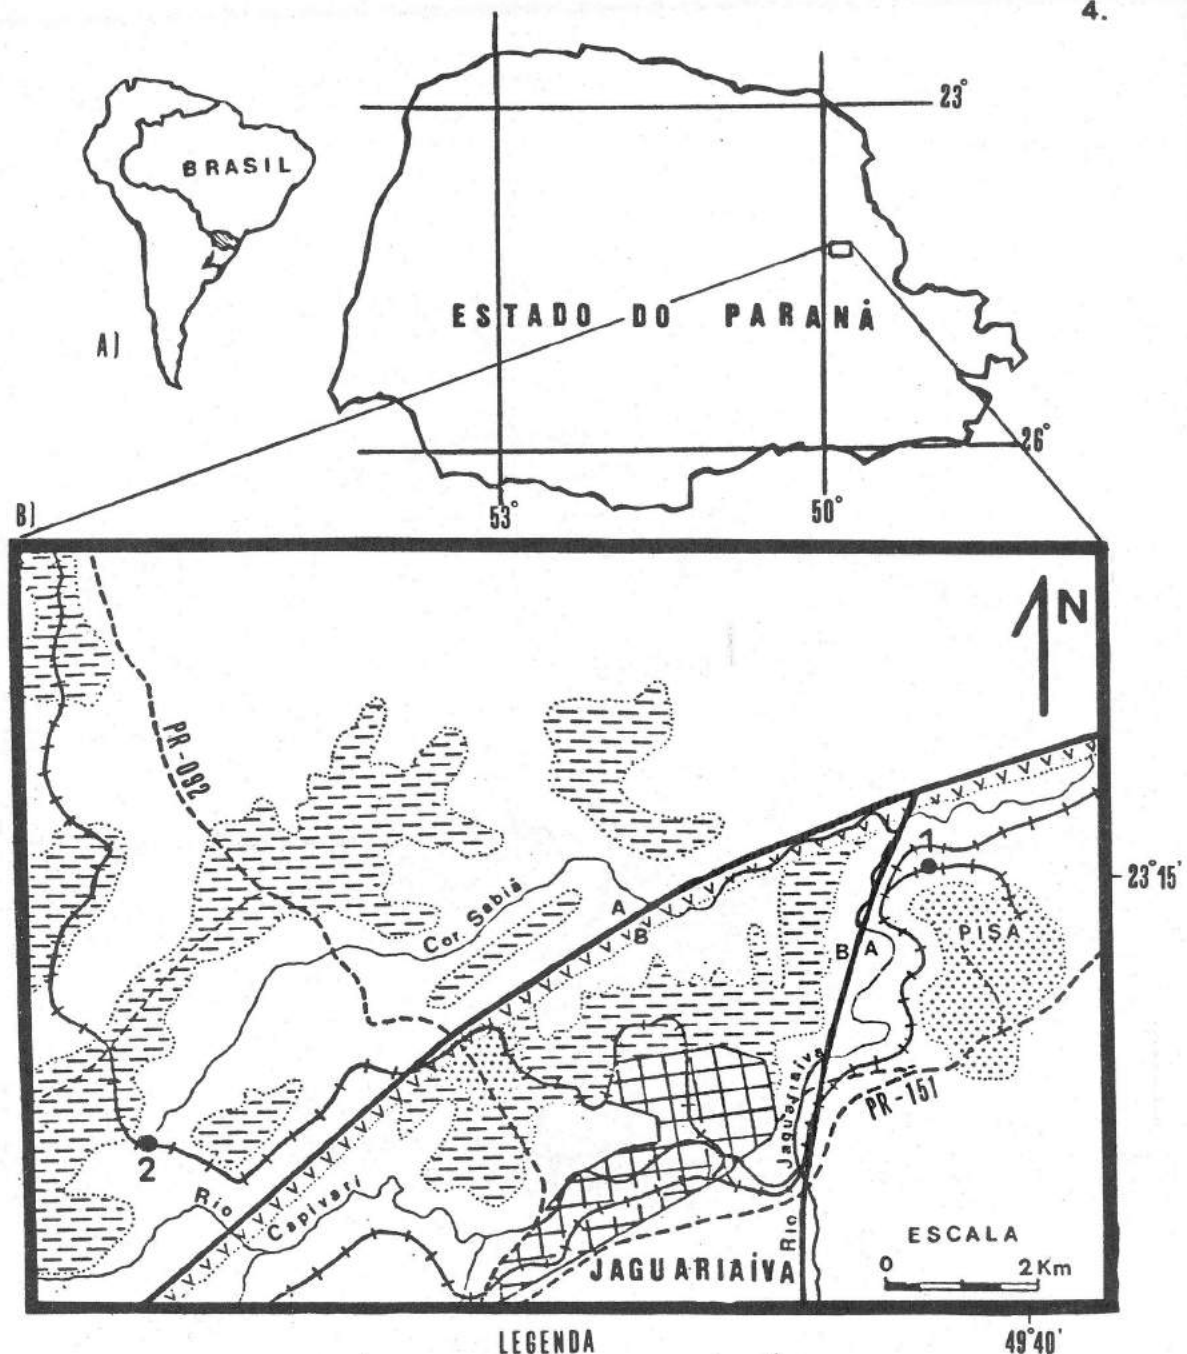 4.
23°
BRASIL
ESTADO DO PARANÁ
A)
26°
B)
53°
50°
N
PR-092
1
23°15'
Cor. Sabiá
A
B
PISA
B
A
Jaguariaíva
PR-151
2
Rio
Capivari
Rio
ESCALA
0
2Km
JAGUARIAÍVA
49°40'
LEGENDA